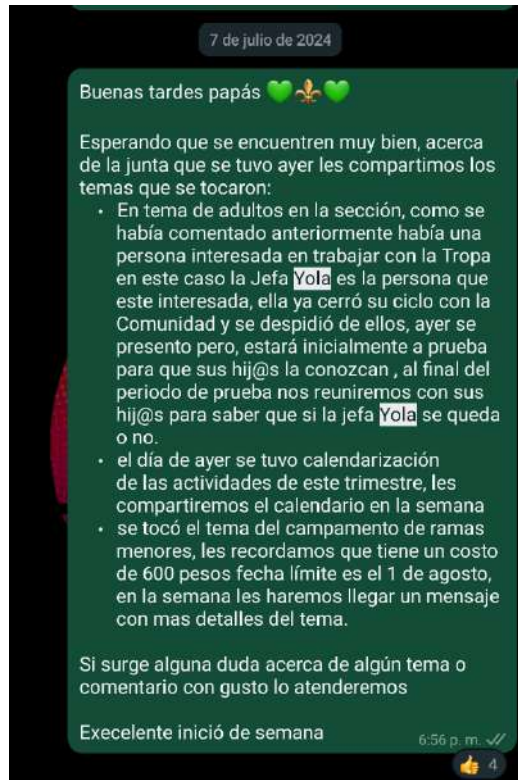 7 de julio de 2024
Buenas tardes papás 💚⚜️💚
Esperando que se encuentren muy bien, acerca
de la junta que se tuvo ayer les compartimos los
temas que se tocaron:
• En tema de adultos en la sección, como se
había comentado anteriormente había una
persona interesada en trabajar con la Tropa
en este caso la Jefa Yola es la persona que
este interesada, ella ya cerró su ciclo con la
Comunidad y se despidió de ellos, ayer se
presento pero, estará inicialmente a prueba
para que sus hij@s la conozcan , al final del
periodo de prueba nos reuniremos con sus
hij@s para saber que si la jefa Yola se queda
o no.
• el día de ayer se tuvo calendarización
de las actividades de este trimestre, les
compartiremos el calendario en la semana
• se tocó el tema del campamento de ramas
menores, les recordamos que tiene un costo
de 600 pesos fecha límite es el 1 de agosto,
en la semana les haremos llegar un mensaje
con mas detalles del tema.
Si surge alguna duda acerca de algún tema o
comentario con gusto lo atenderemos
Execelente inició de semana
6:56 p. m.
👍 4